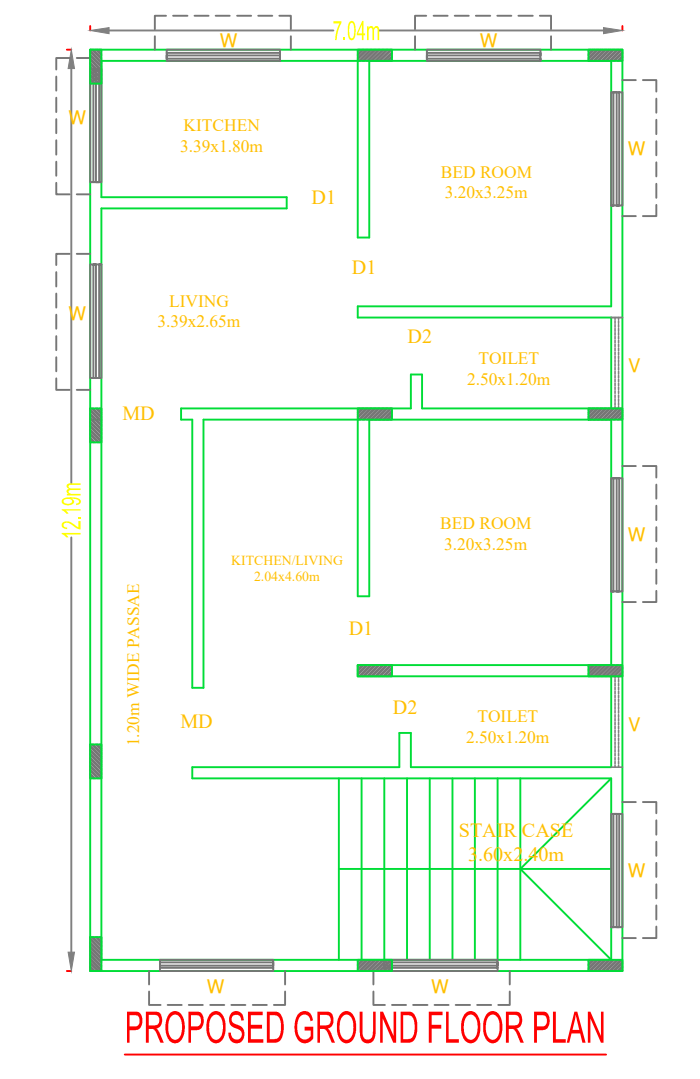 7.04m
W
W
W
KITCHEN
3.39x1.80m
W
BED ROOM
3.20x3.25m
D1
D1
LIVING
3.39x2.65m
W
D2
TOILET
2.50x1.20m
V
MD
12.19m
BED ROOM
3.20x3.25m
W
KITCHEN/LIVING
2.04x4.60m
1.20m WIDE PASSAE
D1
MD
D2
TOILET
2.50x1.20m
V
STAIR CASE
3.60x2.40m
W
W
W
PROPOSED GROUND FLOOR PLAN